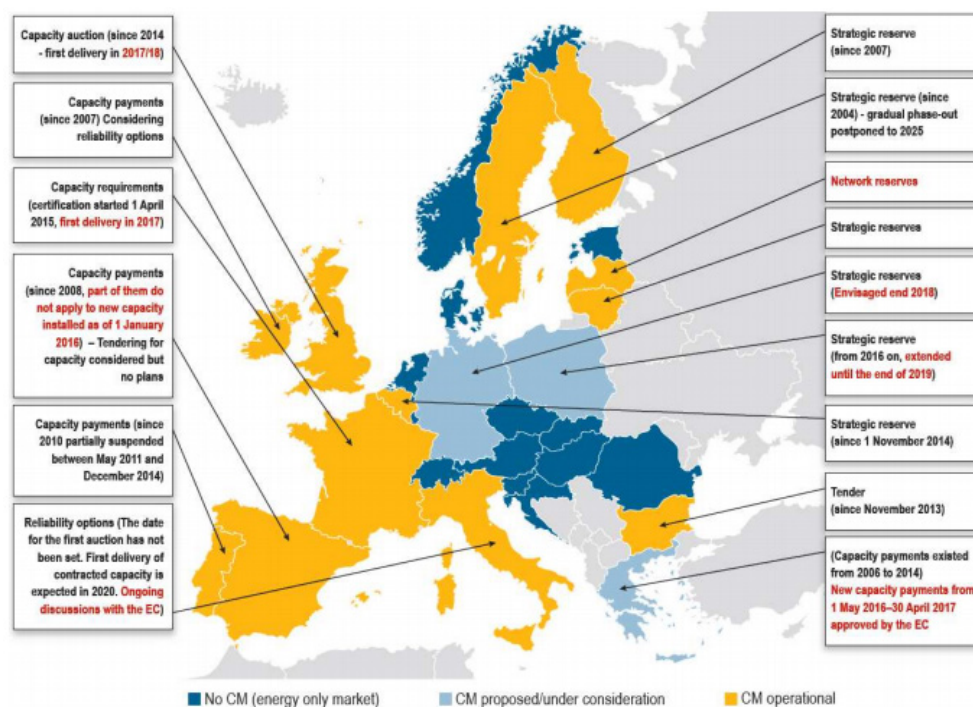 Capacity auction (since 2014
- first delivery in 2017/18)
Capacity payments
(since 2007) Considering
reliability options
Capacity requirements
(certification started 1 April
2015, first delivery in 2017)
Capacity payments
(since 2008, part of them do
not apply to new capacity
installed as of 1 January
2016) – Tendering for
capacity considered but
no plans
Capacity payments (since
2010 partially suspended
between May 2011 and
December 2014)
Reliability options (The date
for the first auction has not
been set. First delivery of
contracted capacity is
expected in 2020. Ongoing
discussions with the EC)
Strategic reserve
(since 2007)
Strategic reserve (since
2004) - gradual phase-out
postponed to 2025
Network reserves
Strategic reserves
Strategic reserves
(Envisaged end 2018)
Strategic reserve
(from 2016 on, extended
until the end of 2019)
Strategic reserve
(since 1 November 2014)
Tender
(since November 2013)
(Capacity payments existed
from 2006 to 2014)
New capacity payments from
1 May 2016–30 April 2017
approved by the EC
No CM (energy only market)
CM proposed/under consideration
CM operational